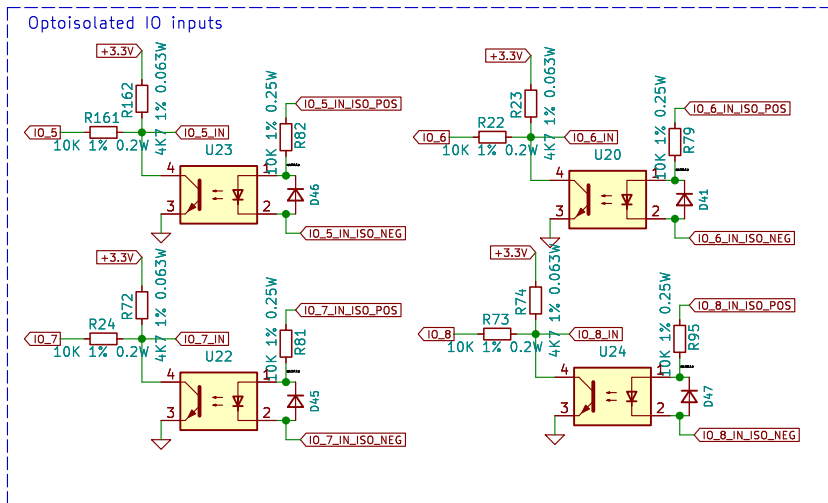 Optoisolated IO inputs
+3.3V
R162
4K7 1% 0.063W
IO_5
R161
10K 1% 0.2W
IO_5_IN
U23
4
3
1
2
IO_5_IN_ISO_POS
R82
10K 1% 0.25W
D46
IO_5_IN_ISO_NEG
+3.3V
R23
4K7 1% 0.063W
IO_6
R22
10K 1% 0.2W
IO_6_IN
U20
4
3
1
2
IO_6_IN_ISO_POS
R79
10K 1% 0.25W
D41
IO_6_IN_ISO_NEG
+3.3V
R72
4K7 1% 0.063W
IO_7
R24
10K 1% 0.2W
IO_7_IN
U22
4
3
1
2
IO_7_IN_ISO_POS
R81
10K 1% 0.25W
D45
IO_7_IN_ISO_NEG
+3.3V
R74
4K7 1% 0.063W
IO_8
R73
10K 1% 0.2W
IO_8_IN
U24
4
3
1
2
IO_8_IN_ISO_POS
R95
10K 1% 0.25W
D47
IO_8_IN_ISO_NEG